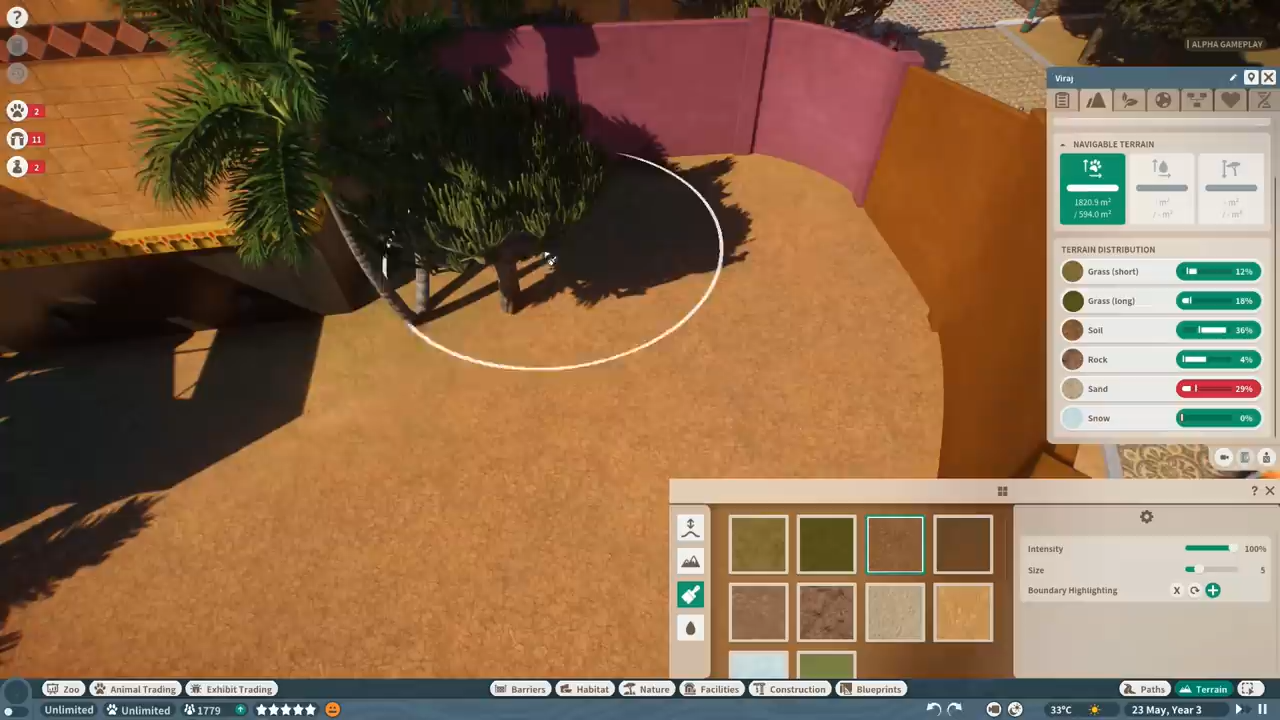 ?
ALPHA GAMEPLAY
Viraj
2
11
2
NAVIGABLE TERRAIN
1820.9 m²
/ 594.0 m²
- m²
/ - m²
- m²
/ - m²
TERRAIN DISTRIBUTION
Grass (short) 12%
Grass (long) 18%
Soil 36%
Rock 4%
Sand 29%
Snow 0%
? X
Intensity 100%
Size 5
Boundary Highlighting X
Zoo Animal Trading Exhibit Trading Barriers Habitat Nature Facilities Construction Blueprints Paths Terrain
Unlimited Unlimited 1779 33°C 23 May, Year 3